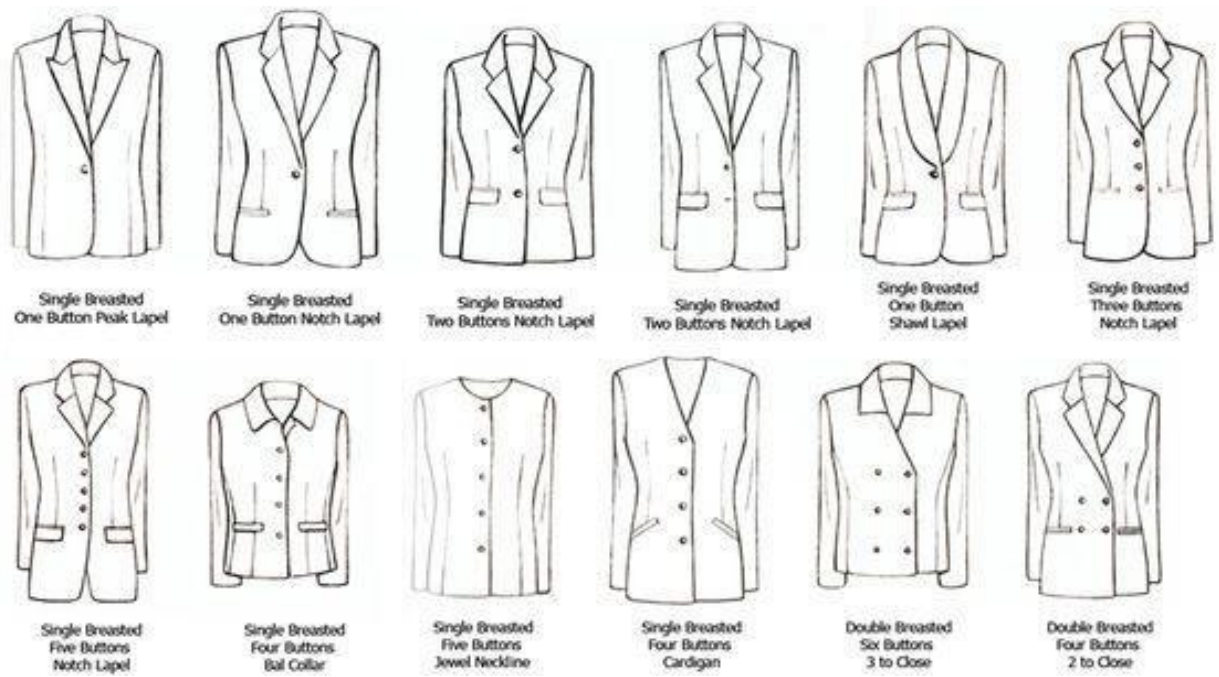 Single Breasted
One Button Peak Lapel
Single Breasted
One Button Notch Lapel
Single Breasted
Two Buttons Notch Lapel
Single Breasted
Two Buttons Notch Lapel
Single Breasted
One Button
Shawl Lapel
Single Breasted
Three Buttons
Notch Lapel
Single Breasted
Five Buttons
Notch Lapel
Single Breasted
Four Buttons
Bal Collar
Single Breasted
Five Buttons
Jewel Neckline
Single Breasted
Four Buttons
Cardigan
Double Breasted
Six Buttons
3 to Close
Double Breasted
Four Buttons
2 to Close